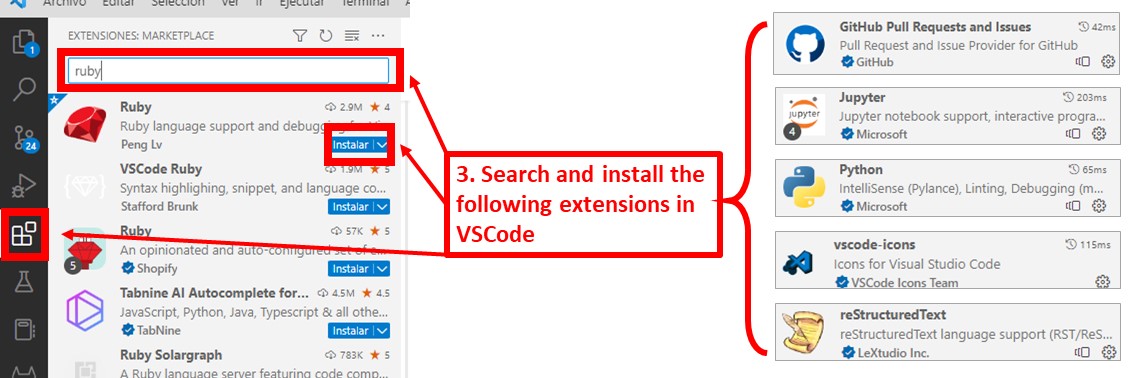 Archivo Editar Selección Ver Ir Ejecutar Terminal
EXTENSIONES: MARKETPLACE
1
ruby
24
Ruby
2.9M
4
Ruby language support and debugging
Peng Lv
Instalar
VSCode Ruby
1.9M
5
Syntax highlighting, snippet, and language co...
Stafford Brunk
Instalar
Ruby
57K
5
An opinionated and auto-configured set of e...
5
Shopify
Instalar
Tabnine AI Autocomplete for...
4.5M
4.5
JavaScript, Python, Java, Typescript & all othe...
TabNine
Instalar
Ruby Solargraph
783K
5
A Ruby language server featuring code comp...
3. Search and install the
following extensions in
VSCode
GitHub Pull Requests and Issues
42ms
Pull Request and Issue Provider for GitHub
GitHub
Jupyter
203ms
jupyter
Jupyter notebook support, interactive progra...
4
Microsoft
Python
65ms
IntelliSense (Pylance), Linting, Debugging (m...
Microsoft
vscode-icons
115ms
Icons for Visual Studio Code
VSCode Icons Team
reStructuredText
reStructuredText language support (RST/ReS...
LeXtudio Inc.